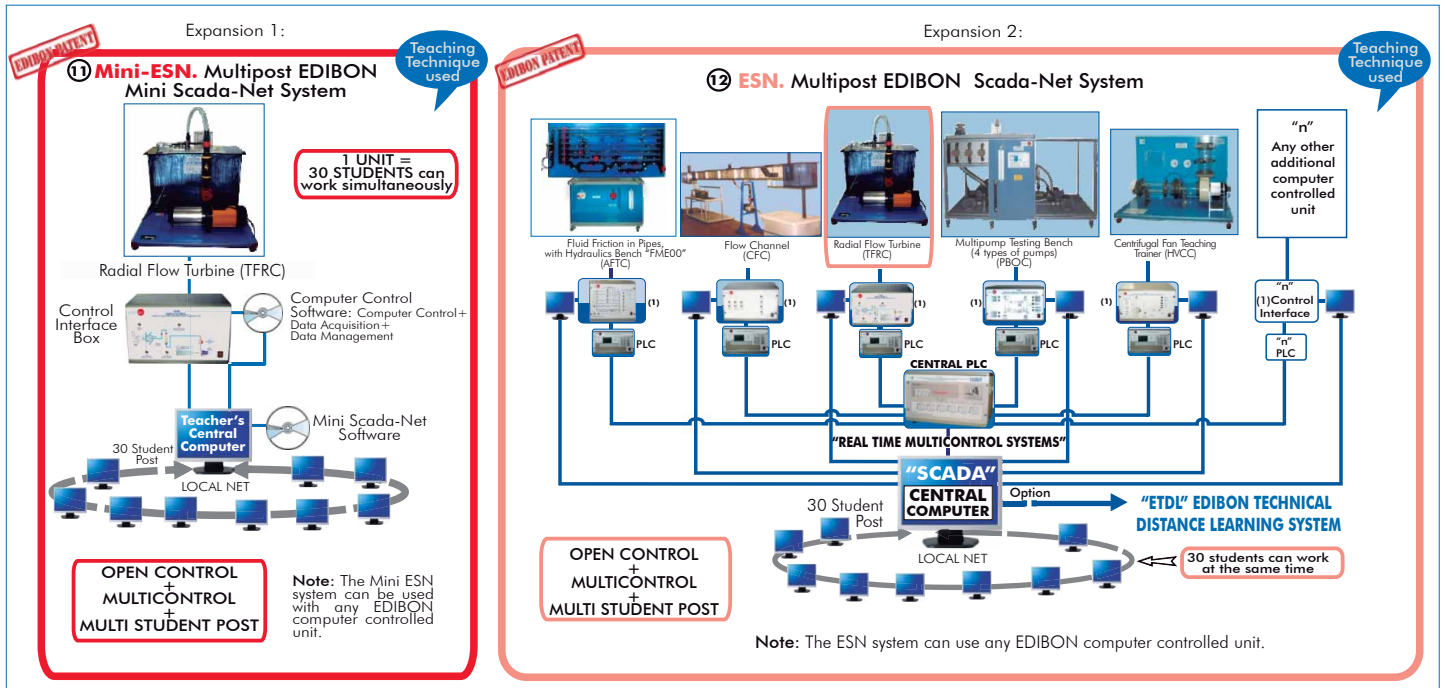 Expansion 1:
EDIBON PATENT
Teaching
Technique
used
⑪ Mini-ESN. Multipost EDIBON
Mini Scada-Net System
1 UNIT =
30 STUDENTS can
work simultaneously
Radial Flow Turbine (TFRC)
Control
Interface
Box
Computer Control
Software: Computer Control+
Data Acquisition+
Data Management
Teacher's
Central
Computer
Mini Scada-Net
Software
30 Student
Post
LOCAL NET
OPEN CONTROL
+
MULTICONTROL
+
MULTI STUDENT POST
Note: The Mini ESN
system can be used
with any EDIBON
computer controlled
unit.
Expansion 2:
EDIBON PATENT
Teaching
Technique
used
⑫ ESN. Multipost EDIBON Scada-Net System
Fluid Friction in Pipes,
with Hydraulics Bench "FME00"
(AFTC)
Flow Channel
(CFC)
Radial Flow Turbine
(TFRC)
Multipump Testing Bench
(4 types of pumps)
(PBOC)
Centrifugal Fan Teaching
Trainer (HVCC)
"n"
Any other
additional
computer
controlled
unit
(1)
(1)
(1)
(1)
(1)
"n"
(1)Control
Interface
PLC
PLC
PLC
PLC
PLC
"n"
PLC
CENTRAL PLC
"REAL TIME MULTICONTROL SYSTEMS"
"SCADA"
CENTRAL
COMPUTER
Option
"ETDL" EDIBON TECHNICAL
DISTANCE LEARNING SYSTEM
30 Student
Post
LOCAL NET
30 students can work
at the same time
OPEN CONTROL
+
MULTICONTROL
+
MULTI STUDENT POST
Note: The ESN system can use any EDIBON computer controlled unit.